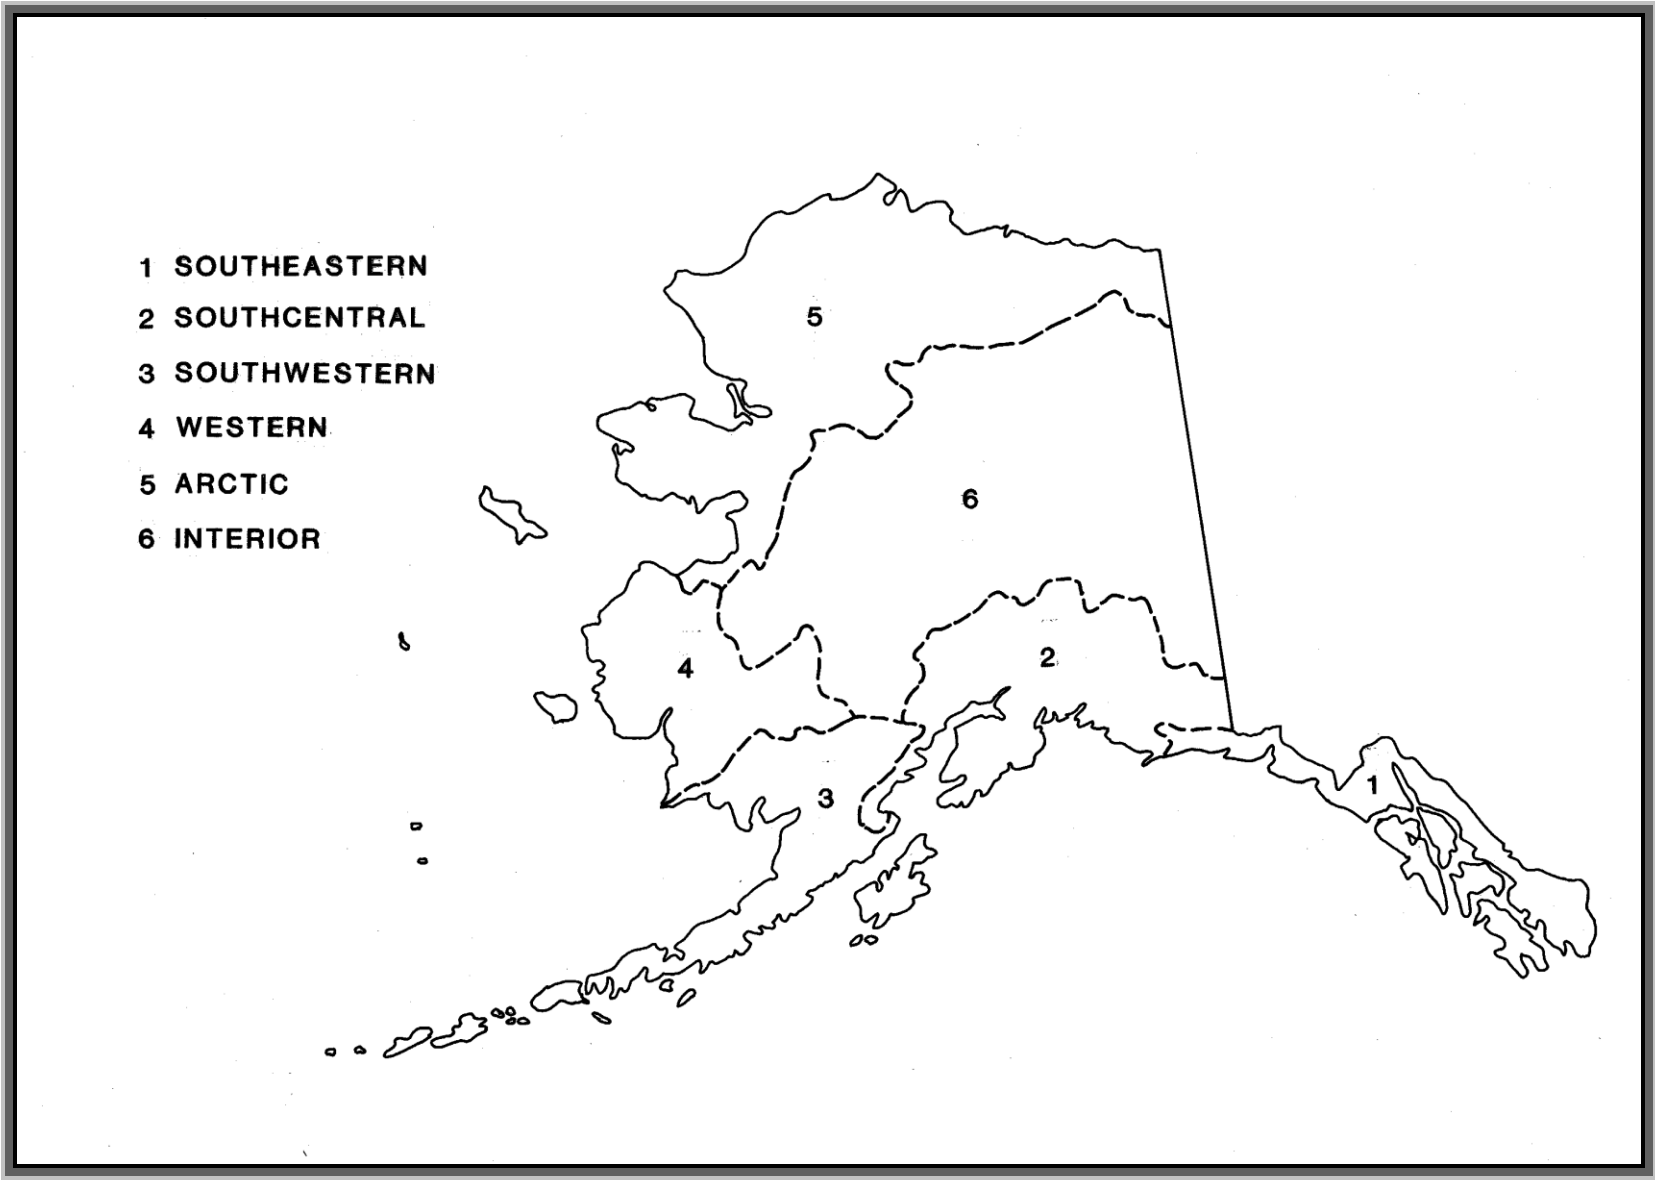 1 SOUTHEASTERN
2 SOUTHCENTRAL
3 SOUTHWESTERN
4 WESTERN
5 ARCTIC
6 INTERIOR
5
6
2
4
1
3